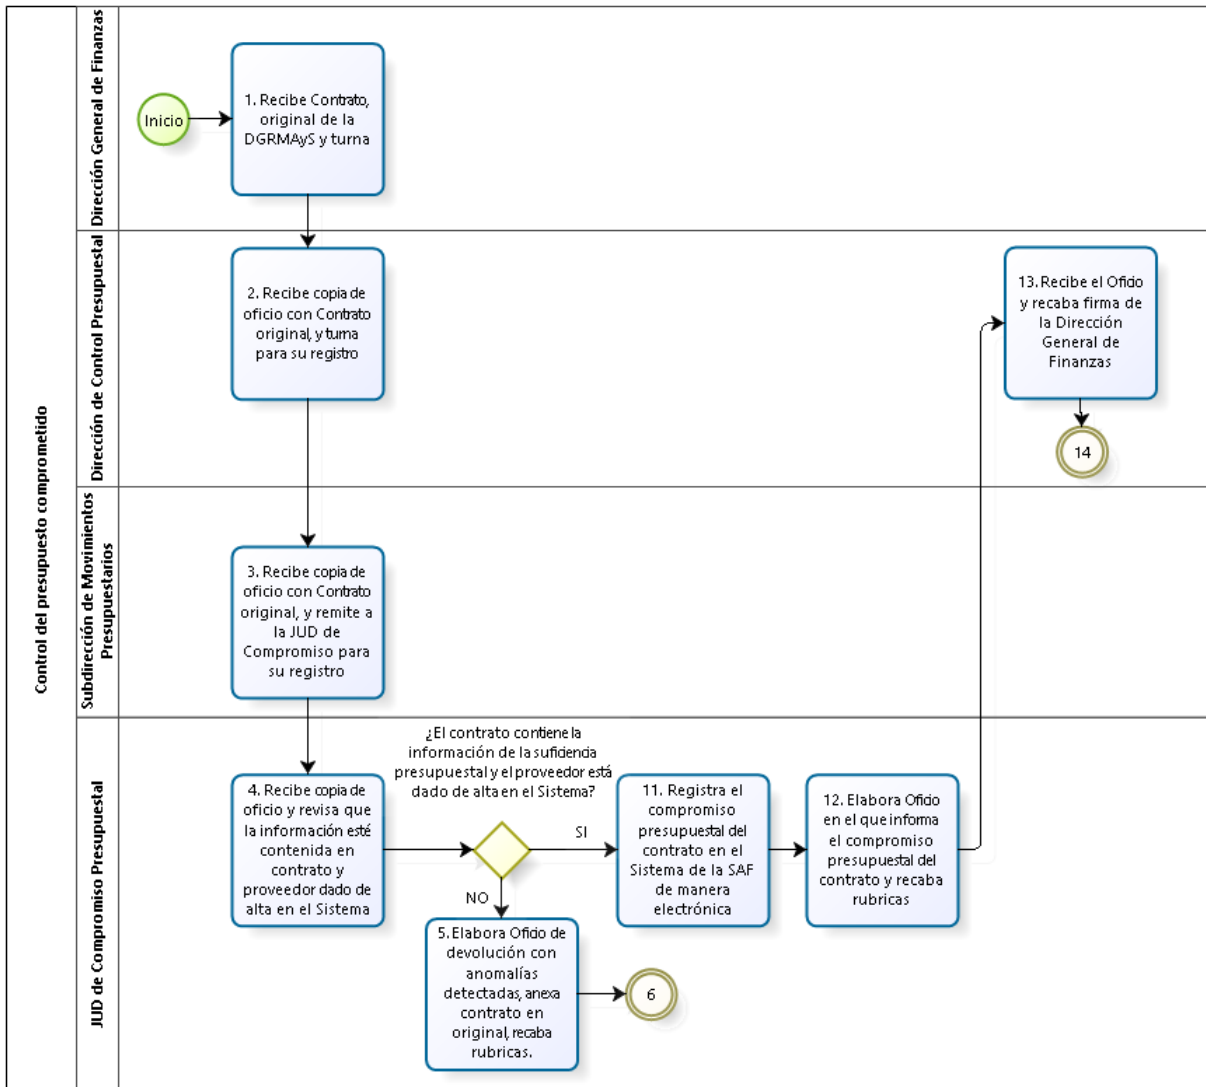 Control del presupuesto comprometido
Dirección General de Finanzas
Inicio
1. Recibe Contrato,
original de la
DGRMAyS y turna
Dirección de Control Presupuestal
2. Recibe copia de
oficio con Contrato
original, y turna
para su registro
13. Recibe el Oficio
y recaba firma de
la Dirección
General de
Finanzas
14
Subdirección de Movimientos
Presupuestarios
3. Recibe copia de
oficio con Contrato
original, y remite a
la JUD de
Compromiso para
su registro
JUD de Compromiso Presupuestal
4. Recibe copia de
oficio y revisa que
la información esté
contenida en
contrato y
proveedor dado de
alta en el Sistema
¿El contrato contiene la
información de la suficiencia
presupuestal y el proveedor está
dado de alta en el Sistema?
SI
NO
11. Registra el
compromiso
presupuestal del
contrato en el
Sistema de la SAF
de manera
electrónica
12. Elabora Oficio
en el que informa
el compromiso
presupuestal del
contrato y recaba
rubricas
5. Elabora Oficio de
devolución con
anomalías
detectadas, anexa
contrato en
original, recaba
rubricas.
6